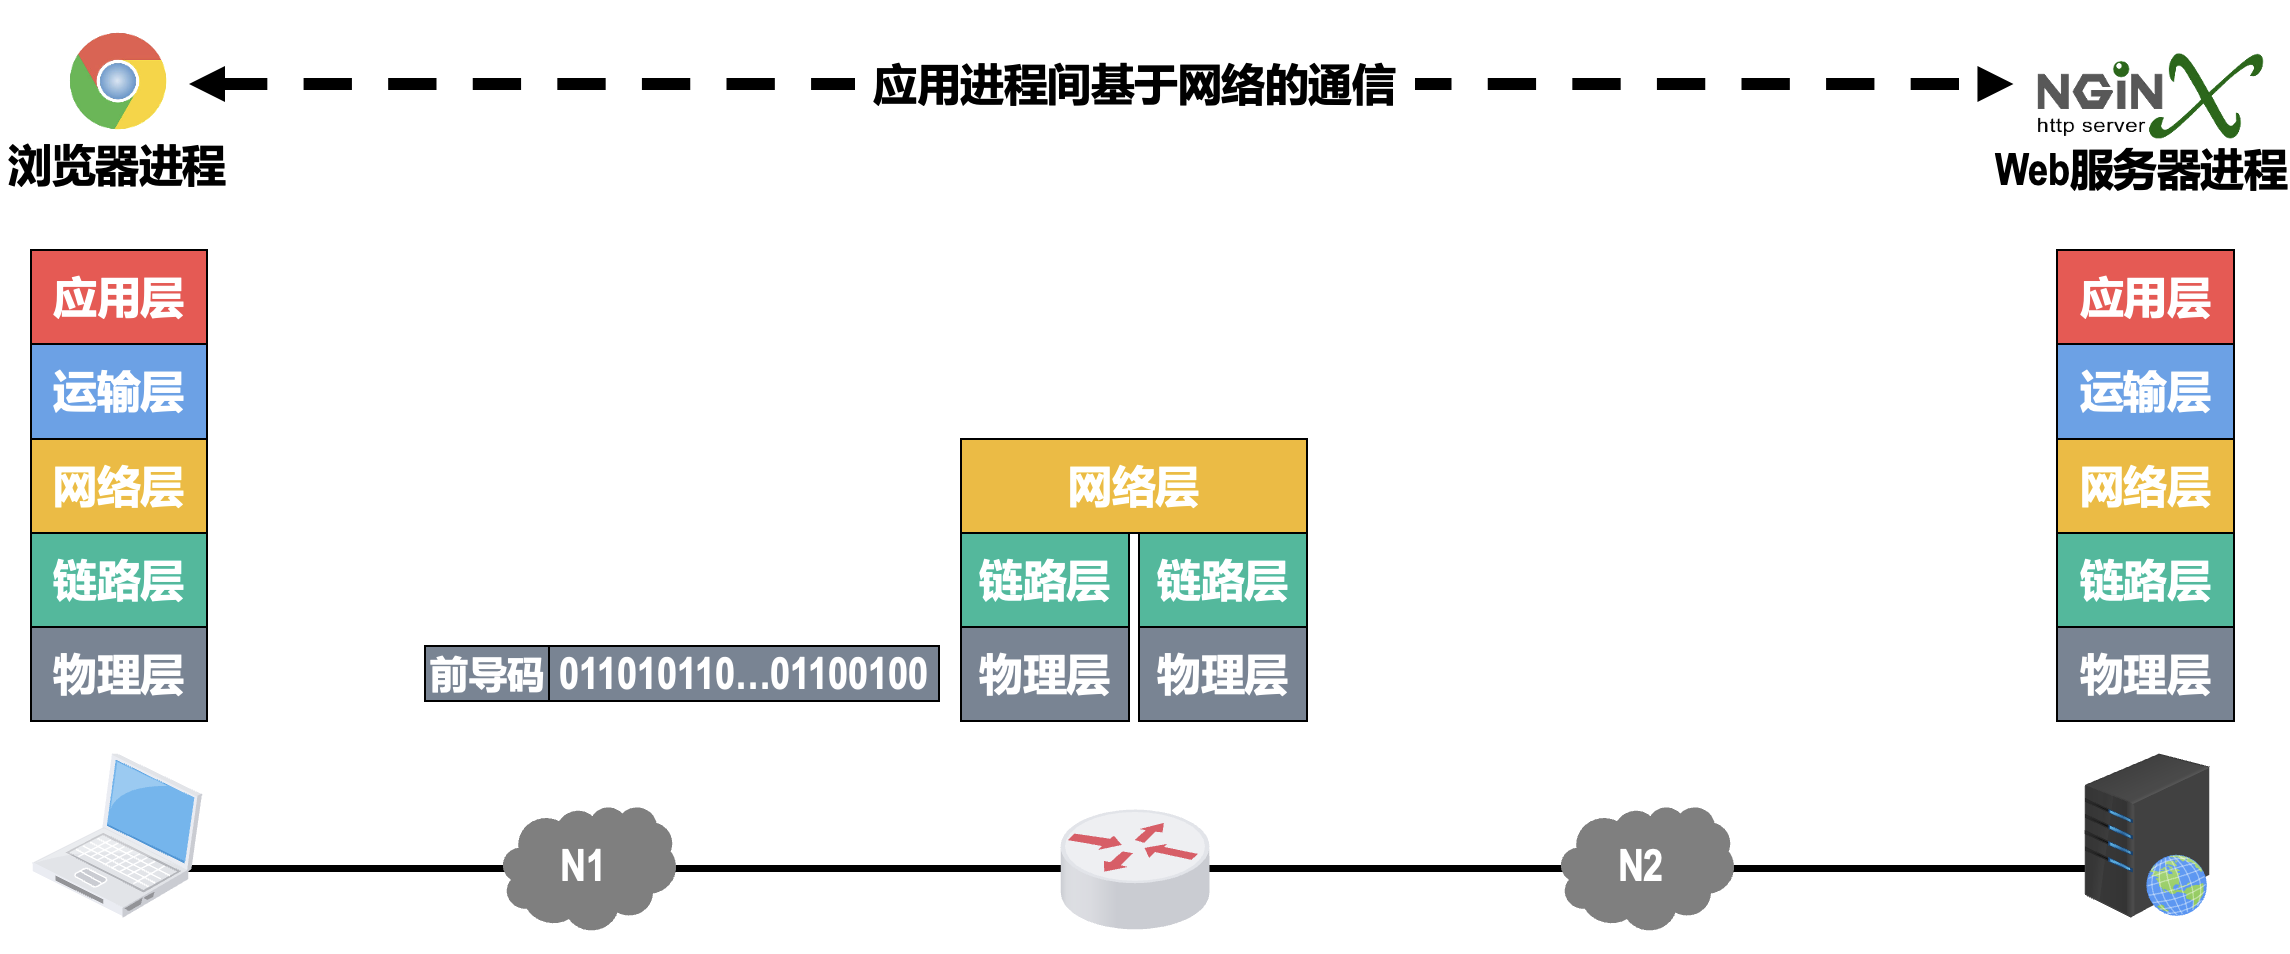 应用进程间基于网络的通信
NGiNX
http server
浏览器进程
Web服务器进程
应用层
运输层
网络层
链路层
物理层
前导码 011010110...01100100
网络层
链路层 链路层
物理层 物理层
应用层
运输层
网络层
链路层
物理层
N1
N2